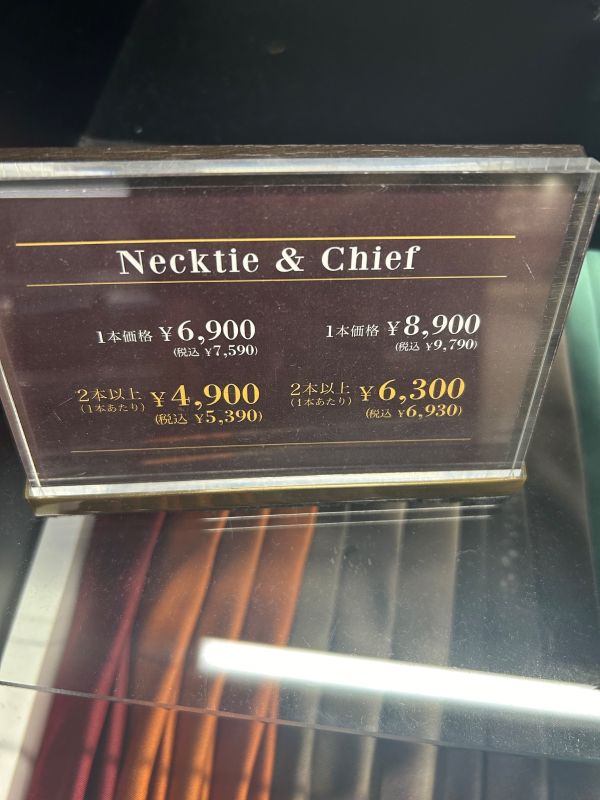 Necktie & Chief
1本価格 ¥6,900
(税込 ¥7,590)
1本価格 ¥8,900
(税込 ¥9,790)
2本以上 ¥4,900
(1本あたり)
(税込 ¥5,390)
2本以上 ¥6,300
(1本あたり)
(税込 ¥6,930)